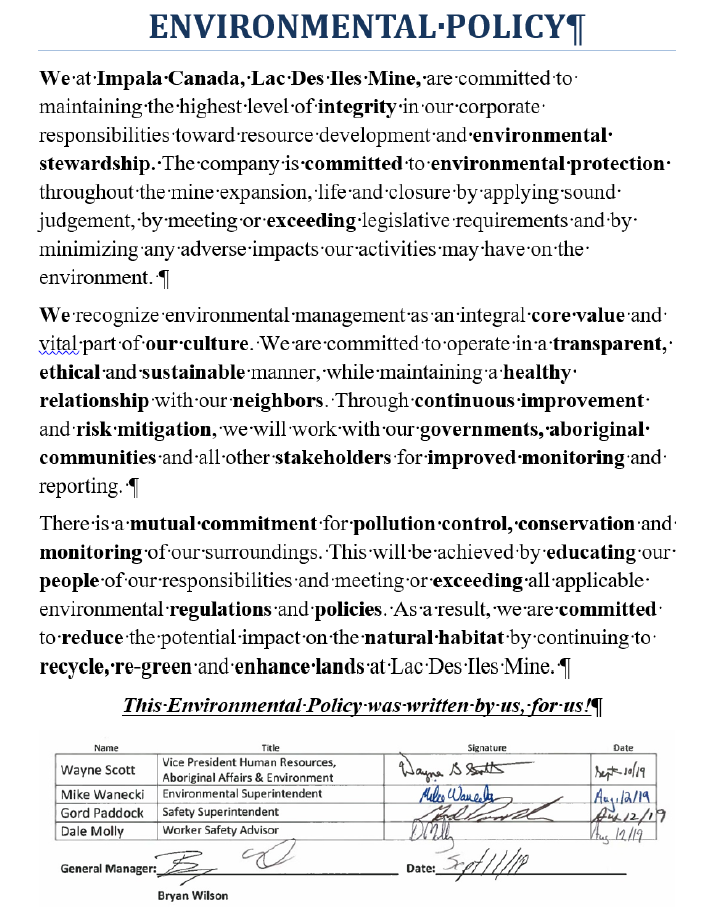 ENVIRONMENTAL·POLICY¶
We·at·Impala·Canada,·Lac·Des·Iles·Mine,·are·committed·to·
maintaining·the·highest·level·of·integrity·in·our·corporate·
responsibilities·toward·resource·development·and·environmental·
stewardship.·The·company·is·committed·to·environmental·protection·
throughout·the·mine·expansion,·life·and·closure·by·applying·sound·
judgement,·by·meeting·or·exceeding·legislative·requirements·and·by·
minimizing·any·adverse·impacts·our·activities·may·have·on·the·
environment.·¶
We·recognize·environmental·management·as·an·integral·core·value·and·
vital·part·of·our·culture.·We·are·committed·to·operate·in·a·transparent,·
ethical·and·sustainable·manner,·while·maintaining·a·healthy·
relationship·with·our·neighbors.·Through·continuous·improvement·
and·risk·mitigation,·we·will·work·with·our·governments,·aboriginal·
communities·and·all·other·stakeholders·for·improved·monitoring·and·
reporting.·¶
There·is·a·mutual·commitment·for·pollution·control,·conservation·and·
monitoring·of·our·surroundings.·This·will·be·achieved·by·educating·our·
people·of·our·responsibilities·and·meeting·or·exceeding·all·applicable·
environmental·regulations·and·policies.·As·a·result,·we·are·committed·
to·reduce·the·potential·impact·on·the·natural·habitat·by·continuing·to·
recycle,·re-green·and·enhance·lands·at·Lac·Des·Iles·Mine.·¶
This·Environmental·Policy·was·written·by·us,·for·us!¶
Name Title Signature Date
Wayne Scott Vice President Human Resources, Aboriginal Affairs & Environment Wayne B Scott Sept 10/19
Mike Wanecki Environmental Superintendent Mike Wanecki Aug 12/19
Gord Paddock Safety Superintendent Aug 12/19
Dale Molly Worker Safety Advisor Aug 12/19
General Manager: Date: Sept 11/19
Bryan Wilson